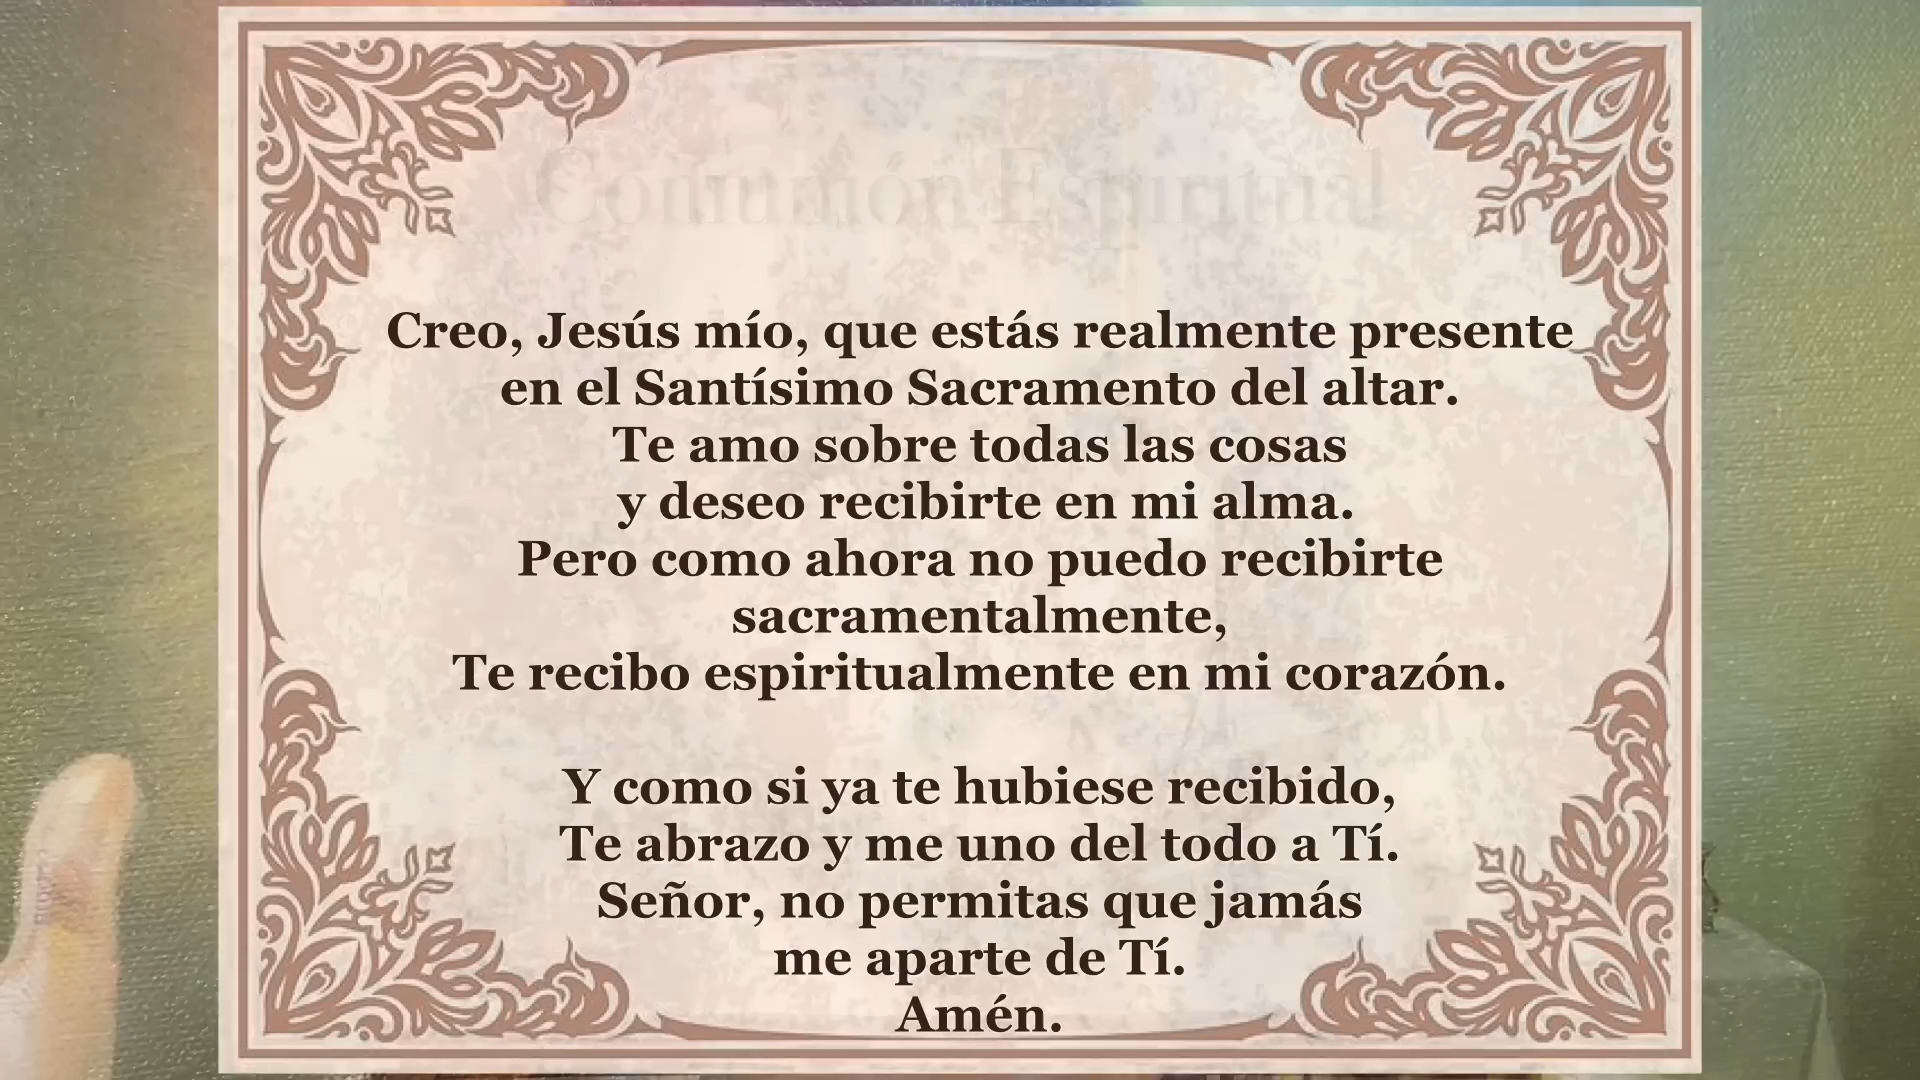 Comunión Espiritual
Creo, Jesús mío, que estás realmente presente
en el Santísimo Sacramento del altar.
Te amo sobre todas las cosas
y deseo recibirte en mi alma.
Pero como ahora no puedo recibirte
sacramentalmente,
Te recibo espiritualmente en mi corazón.
Y como si ya te hubiese recibido,
Te abrazo y me uno del todo a Tí.
Señor, no permitas que jamás
me aparte de Tí.
Amén.